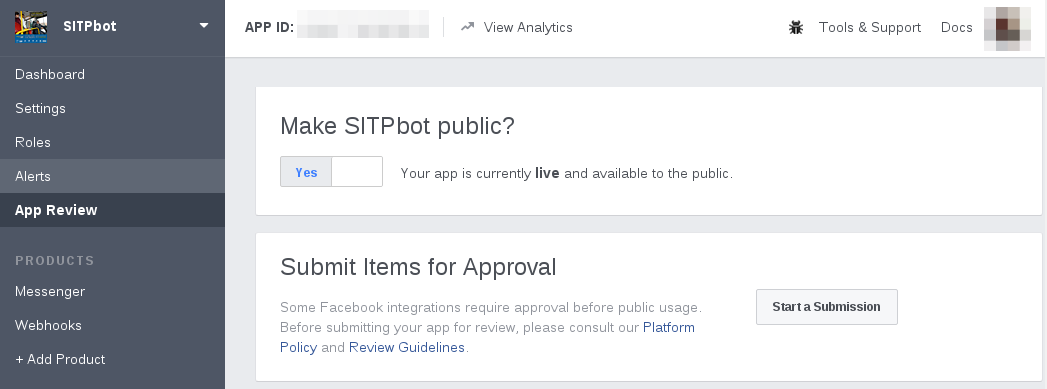 SITPbot
APP ID:
View Analytics
Tools & Support
Docs
Dashboard
Settings
Roles
Alerts
App Review
PRODUCTS
Messenger
Webhooks
+ Add Product
Make SITPbot public?
Yes
Your app is currently live and available to the public.
Submit Items for Approval
Some Facebook integrations require approval before public usage.
Before submitting your app for review, please consult our Platform
Policy and Review Guidelines.
Start a Submission